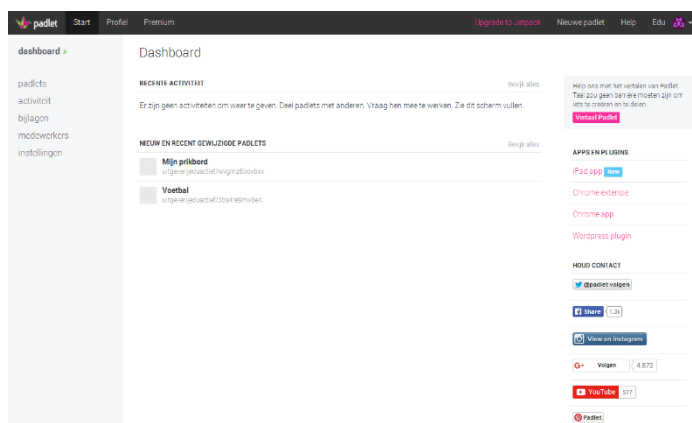 padlet Start Profiel Premium Upgrade to Jetpack Nieuwe padlet Help Edu
dashboard »
padlets
activiteit
bijlagen
medewerkers
instellingen
Dashboard
RECENTE ACTIVITEIT Bekijk alles
Er zijn geen activiteiten om weer te geven. Deel padlets met anderen. Vraag hen mee te werken. Zie dit scherm vullen.
NIEUW EN RECENT GEWIJZIGDE PADLETS Bekijk alles
Mijn prikbord
Voetbal
Help ons met het vertalen van Padlet.
Taal zou geen barrière moeten zijn om
iets te creëren en te delen.
Vertaal Padlet
APPS EN PLUGINS
iPad app New
Chrome extensie
Chrome app
Wordpress plugin
HOUD CONTACT
@padlet volgen
Share
View on Instagram
G+ Volgen 4.672
YouTube 577
Padlet